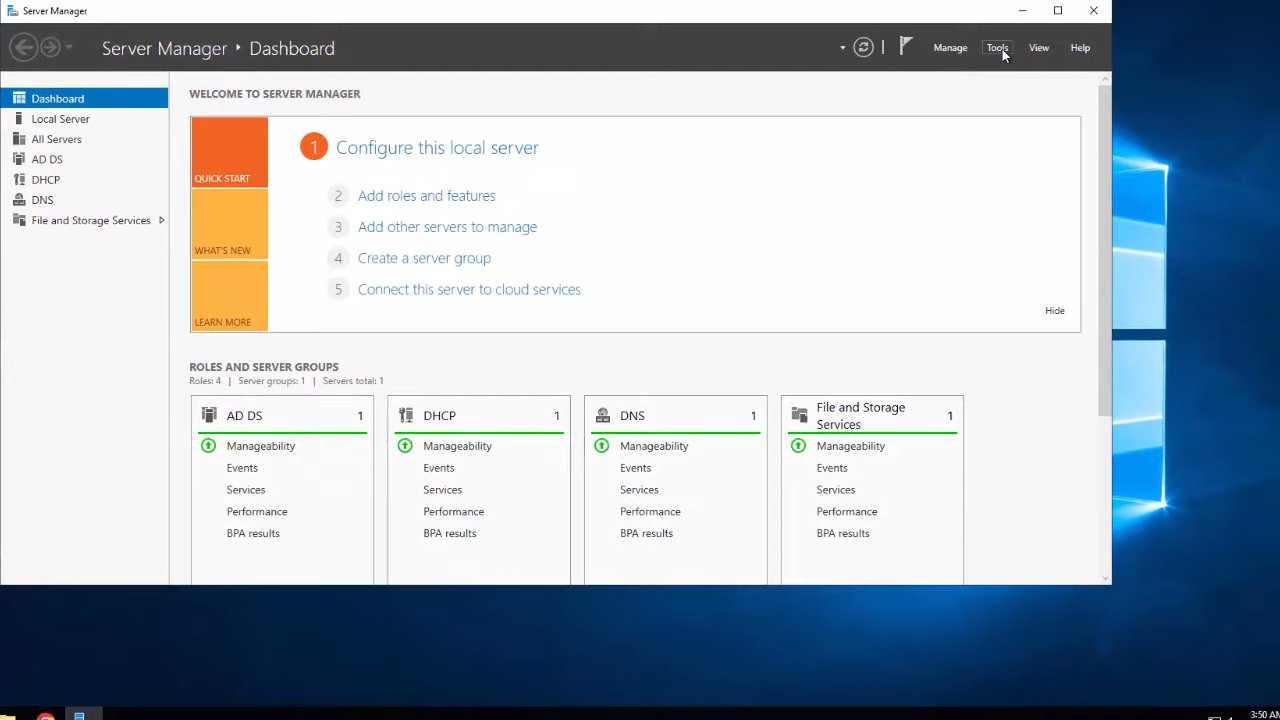 Server Manager
Server Manager ‣ Dashboard
Manage Tools View Help
Dashboard
Local Server
All Servers
AD DS
DHCP
DNS
File and Storage Services
WELCOME TO SERVER MANAGER
QUICK START
WHAT'S NEW
LEARN MORE
1 Configure this local server
2 Add roles and features
3 Add other servers to manage
4 Create a server group
5 Connect this server to cloud services
Hide
ROLES AND SERVER GROUPS
Roles: 4 | Server groups: 1 | Servers total: 1
AD DS 1
Manageability
Events
Services
Performance
BPA results
DHCP 1
Manageability
Events
Services
Performance
BPA results
DNS 1
Manageability
Events
Services
Performance
BPA results
File and Storage
Services 1
Manageability
Events
Services
Performance
BPA results
3:50 AM